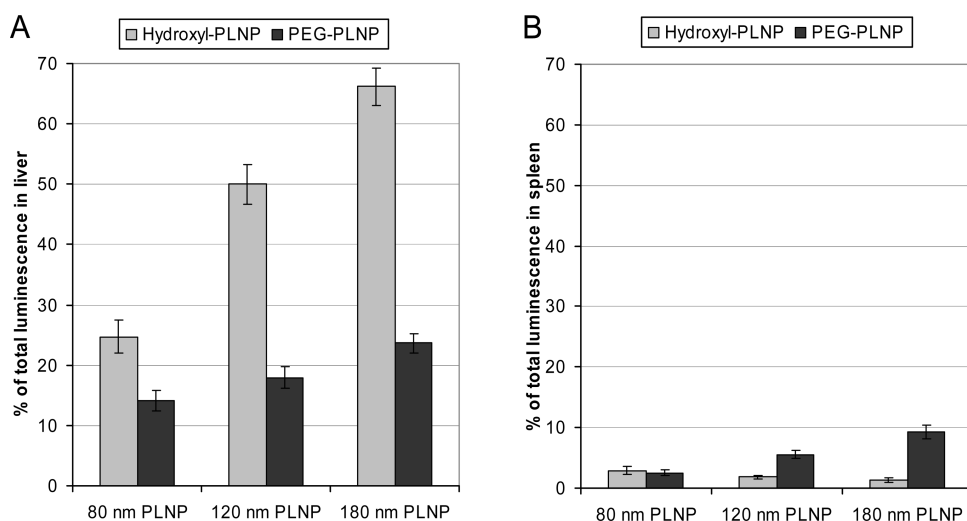 A
Hydroxyl-PLNP PEG-PLNP
% of total luminescence in liver
70
60
50
40
30
20
10
0
80 nm PLNP 120 nm PLNP 180 nm PLNP
B
Hydroxyl-PLNP PEG-PLNP
% of total luminescence in spleen
70
60
50
40
30
20
10
0
80 nm PLNP 120 nm PLNP 180 nm PLNP